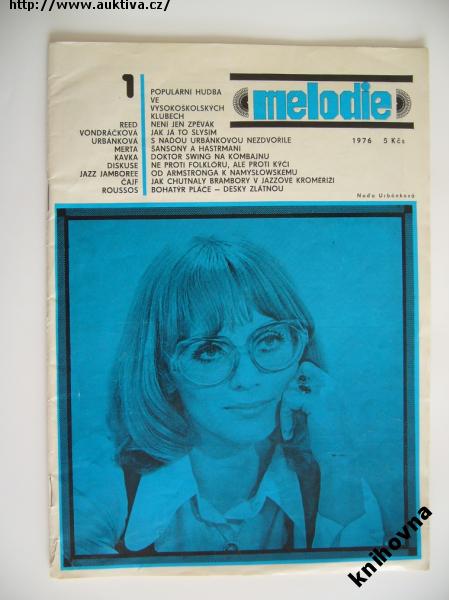 http://www.auktiva.cz/
1
POPULÁRNÍ HUDBA
VE
VYSOKOŠKOLSKÝCH
KLUBECH
melodie
REED NENÍ JEN ZPĚVÁK
VONDRÁČKOVÁ JAK JÁ TO SLYŠÍM
URBÁNKOVÁ S NAĎOU URBÁNKOVOU NEZDVOŘILE
MERTA ŠANSONY A HASTRMANI
KAVKA DOKTOR SWING NA KOMBAJNU
DISKUSE NE PROTI FOLKLÓRU, ALE PROTI KÝČI
JAZZ JAMBOREE OD ARMSTRONGA K NAMYSLOWSKÉMU
ČAJF JAK CHUTNALY BRAMBORY V JAZZOVÉ KROMĚŘÍŽI
ROUSSOS BOHATÝR PLÁČE – DESKY ZLÁTNOU
1976 5 Kčs
Naďa Urbánková
knihovna